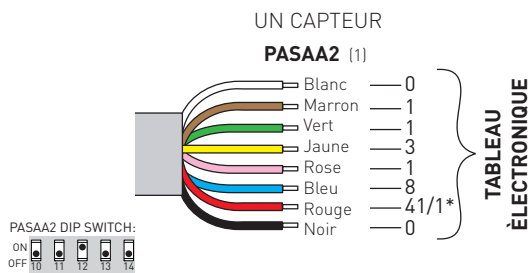 UN CAPTEUR
PASAA2 (1)
Blanc 0
Marron 1
Vert 1
Jaune 3
Rose 1
Bleu 8
Rouge 41/1*
Noir 0
TABLEAU
ÈLECTRONIQUE
PASAA2 DIP SWITCH:
ON
OFF 10 11 12 13 14